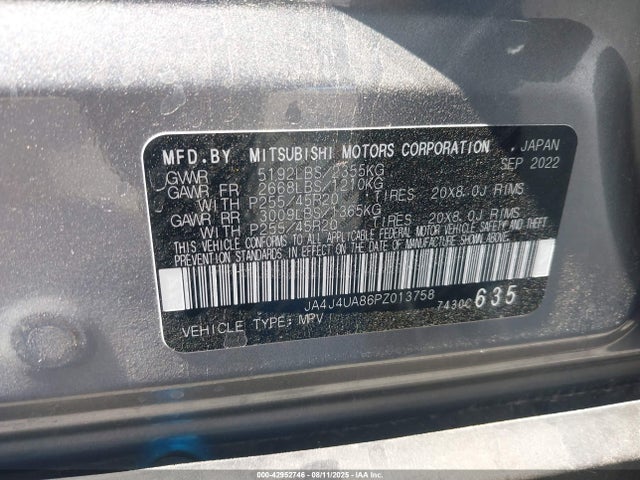 MFD.BY MITSUBISHI MOTORS CORPORATION , JAPAN
GVWR 5192LBS/2355KG SEP 2022
GAWR FR 2668LBS/1210KG
WITH P255/45R20 TIRES 20X8.0J RIMS
GAWR RR 3009LBS/1365KG
WITH P255/45R20 TIRES 20X8.0J RIMS
THIS VEHICLE CONFORMS TO ALL APPLICABLE FEDERAL MOTOR VEHICLE SAFETY AND THEFT
PREVENTION STANDARDS IN EFFECT ON THE DATE OF MANUFACTURE SHOWN ABOVE.
JA4J4UA86PZ013758
VEHICLE TYPE: MPV 7430C 635
000-42952746 - 08/11/2025 - IAAI.COM